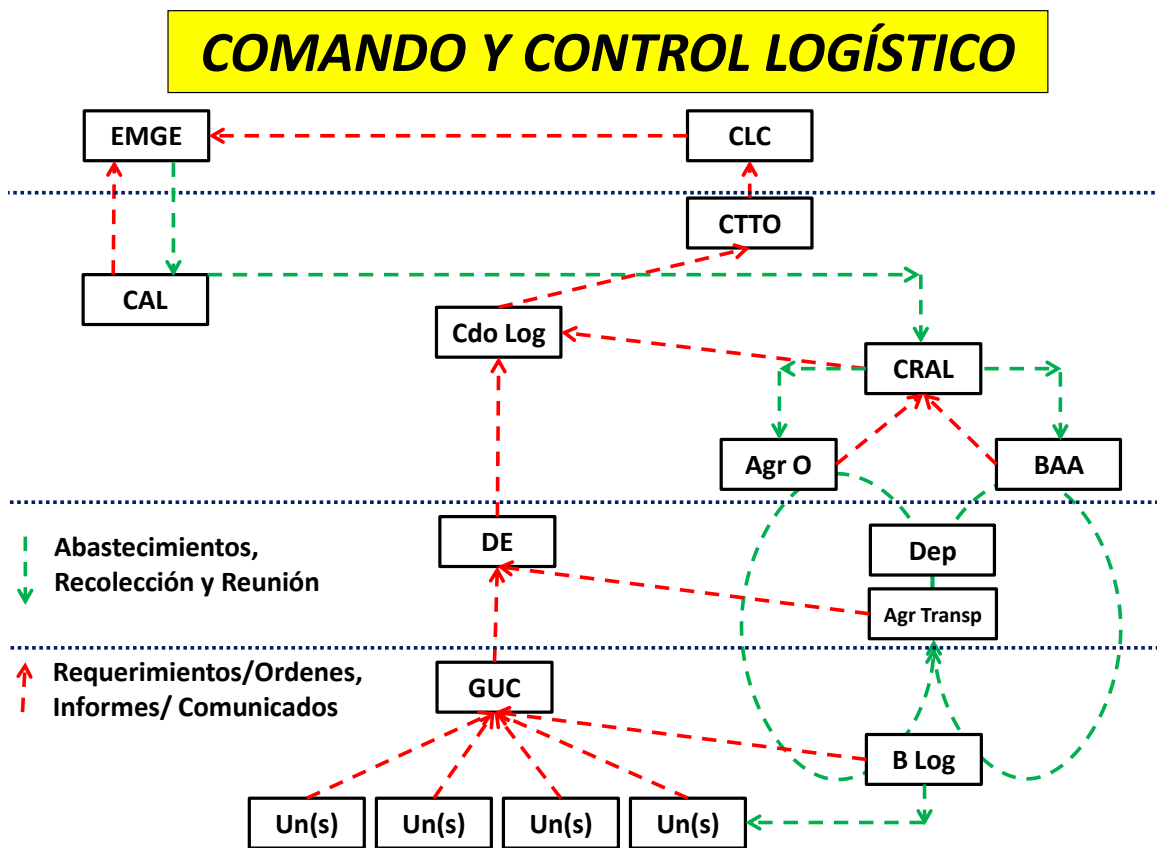 COMANDO Y CONTROL LOGÍSTICO
EMGE
CLC
CTTO
CAL
Cdo Log
CRAL
Agr O
BAA
DE
Dep
Abastecimientos,
Recolección y Reunión
Agr Transp
Requerimientos/Ordenes,
Informes/ Comunicados
GUC
B Log
Un(s)
Un(s)
Un(s)
Un(s)